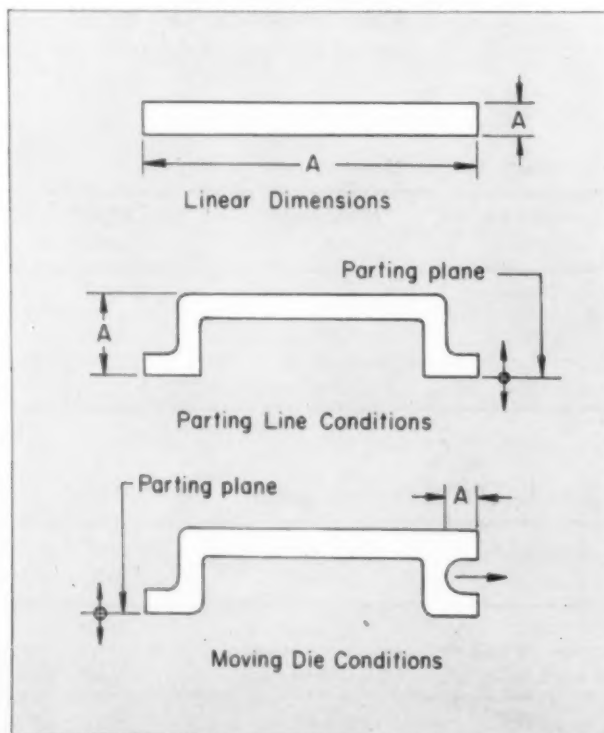 A
A
Linear Dimensions
Parting plane
A
Parting Line Conditions
Parting plane
A
Moving Die Conditions